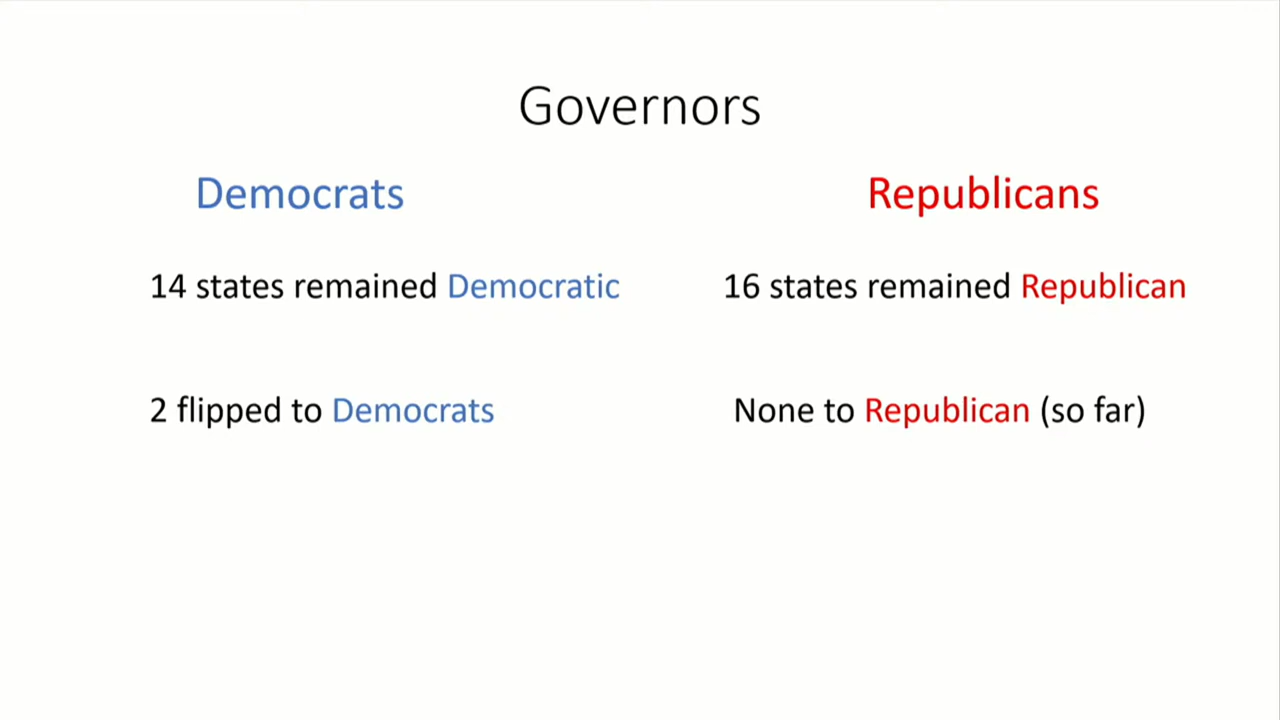 Governors
Democrats
Republicans
14 states remained Democratic
16 states remained Republican
2 flipped to Democrats
None to Republican (so far)